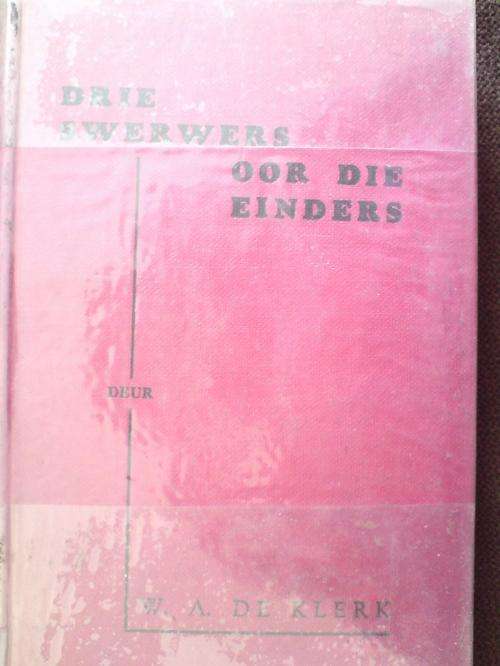 DRIE
SWERWERS
OOR DIE
EINDERS
DEUR
W. A. DE KLERK